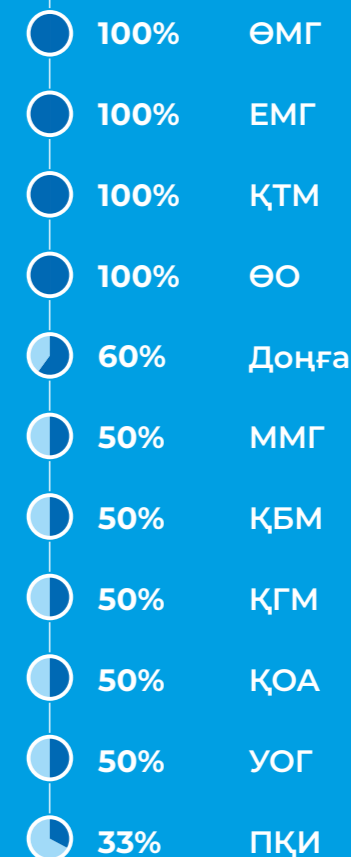 100% ӨМГ
100% ЕМГ
100% ҚТМ
100% ӨО
60% Доңға
50% ММГ
50% ҚБМ
50% ҚГМ
50% ҚОА
50% УОГ
33% ПҚИ